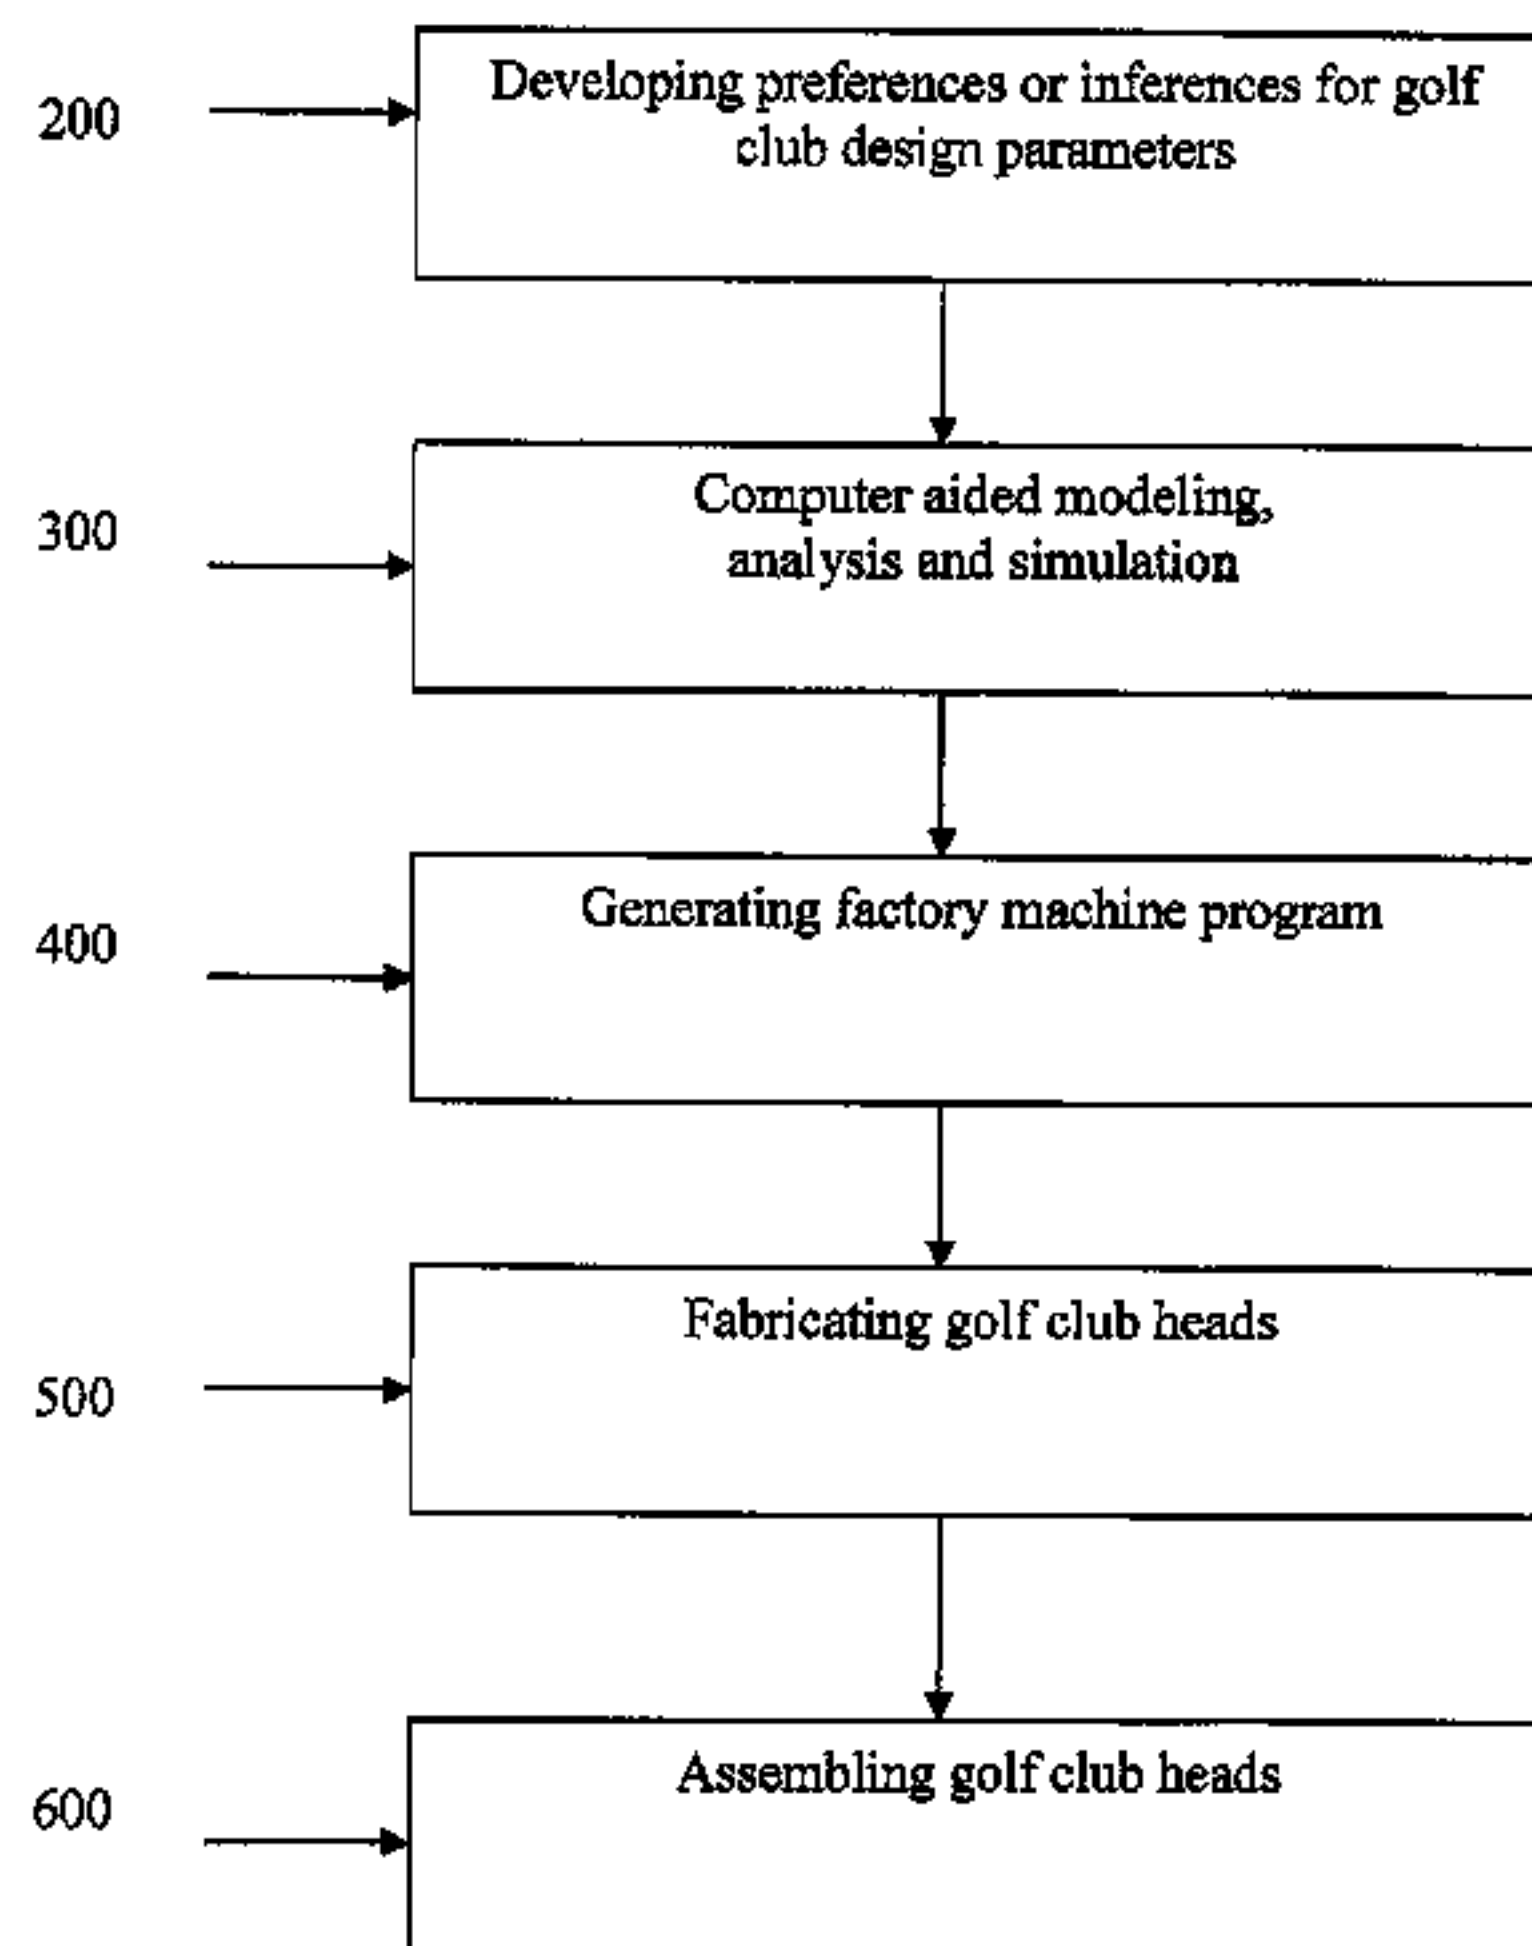 200
Developing preferences or inferences for golf
club design parameters
300
Computer aided modeling,
analysis and simulation
400
Generating factory machine program
500
Fabricating golf club heads
600
Assembling golf club heads